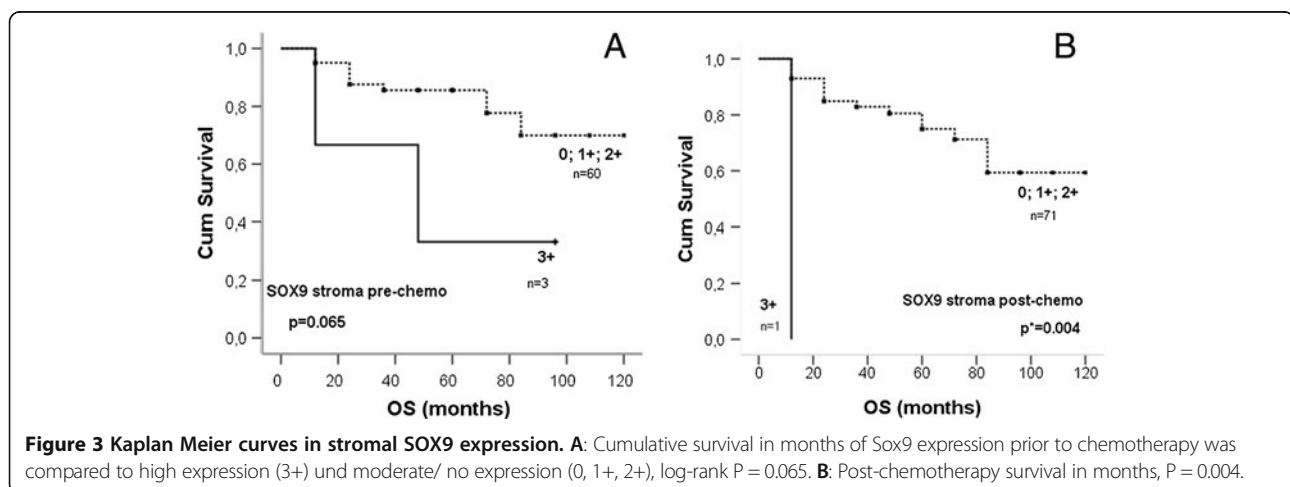 A
1,0
0,8
0,6
0,4
0,2
0,0
Cum Survival
0; 1+; 2+
n=60
3+
n=3
SOX9 stroma pre-chemo
p=0.065
0 20 40 60 80 100 120
OS (months)
B
1,0
0,8
0,6
0,4
0,2
0,0
Cum Survival
0; 1+; 2+
n=71
3+
n=1
SOX9 stroma post-chemo
p*=0.004
0 20 40 60 80 100 120
OS (months)
Figure 3 Kaplan Meier curves in stromal SOX9 expression. A: Cumulative survival in months of Sox9 expression prior to chemotherapy was
compared to high expression (3+) und moderate/ no expression (0, 1+, 2+), log-rank P = 0.065. B: Post-chemotherapy survival in months, P = 0.004.